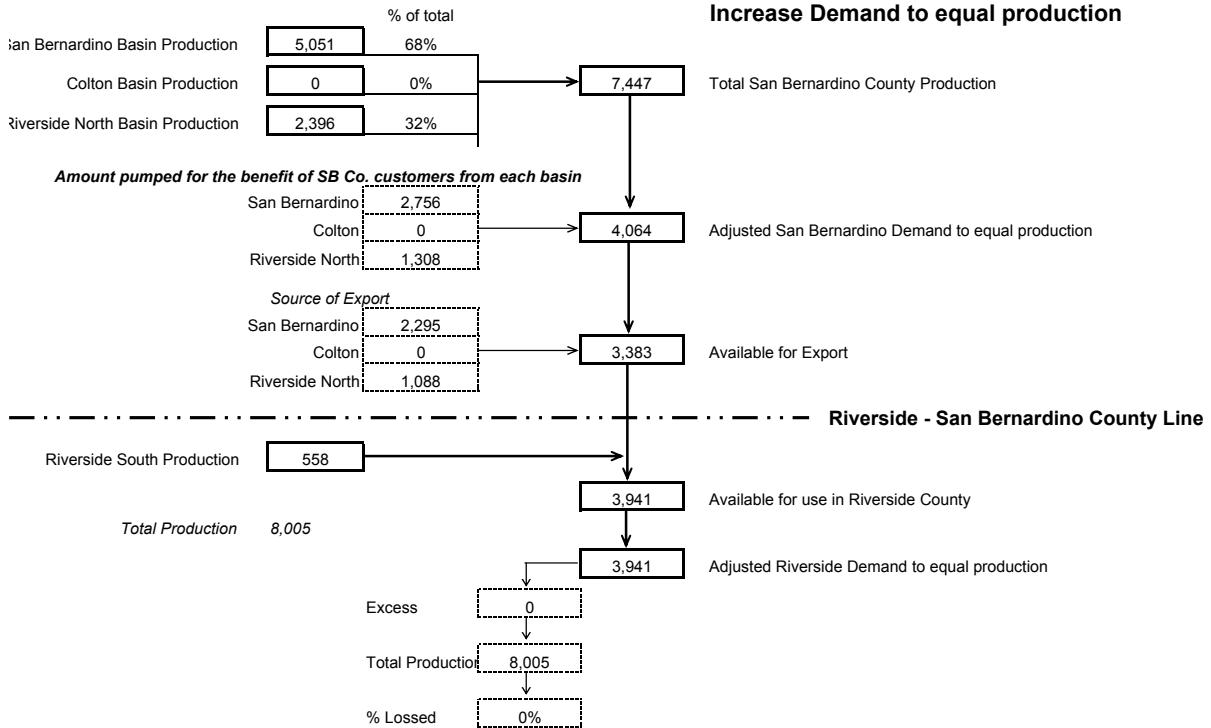 % of total
Increase Demand to equal production
San Bernardino Basin Production 5,051 68%
Colton Basin Production 0 0% 7,447 Total San Bernardino County Production
Riverside North Basin Production 2,396 32%
Amount pumped for the benefit of SB Co. customers from each basin
San Bernardino 2,756
Colton 0 4,064 Adjusted San Bernardino Demand to equal production
Riverside North 1,308
Source of Export
San Bernardino 2,295
Colton 0 3,383 Available for Export
Riverside North 1,088
Riverside - San Bernardino County Line
Riverside South Production 558
3,941 Available for use in Riverside County
Total Production 8,005
3,941 Adjusted Riverside Demand to equal production
Excess 0
Total Production 8,005
% Lossed 0%